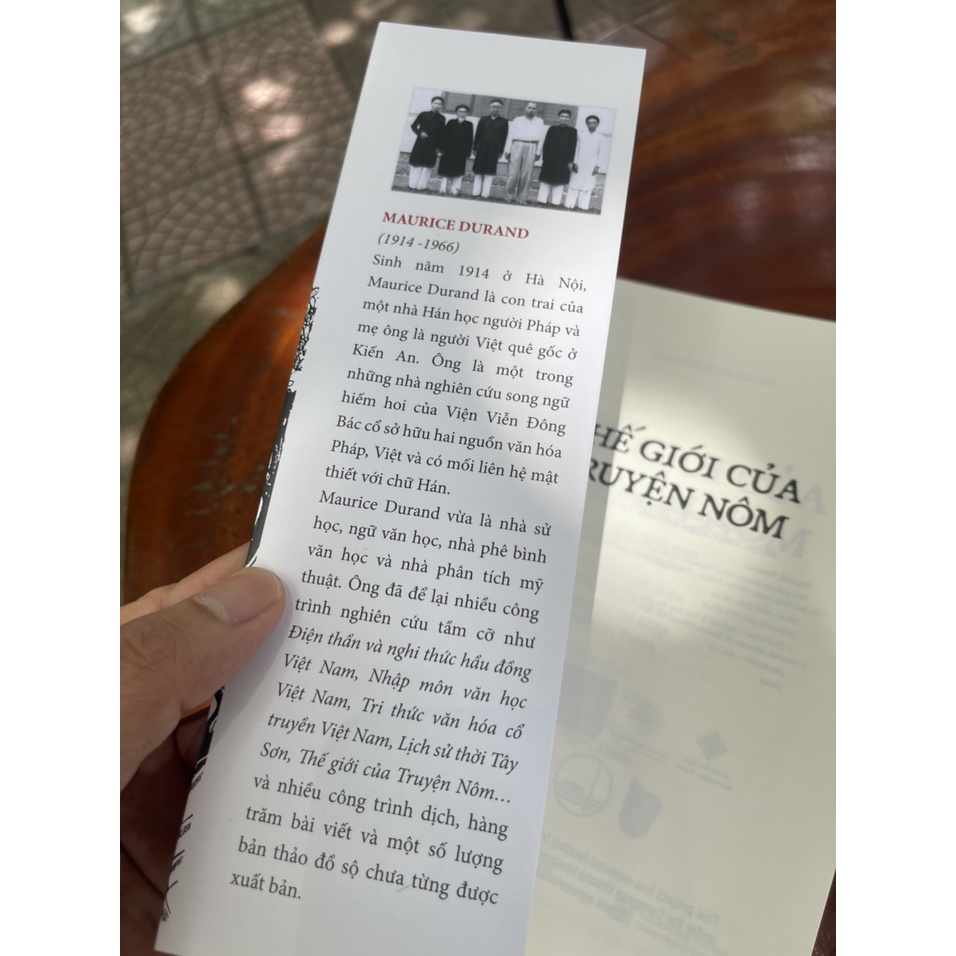 MAURICE DURAND
(1914 -1966)
Sinh năm 1914 ở Hà Nội,
Maurice Durand là con trai của
một nhà Hán học người Pháp và
mẹ ông là người Việt quê gốc ở
Kiến An. Ông là một trong
những nhà nghiên cứu song ngữ
hiếm hoi của Viện Viễn Đông
Bác cổ sở hữu hai nguồn văn hóa
Pháp, Việt và có mối liên hệ mật
thiết với chữ Hán.
Maurice Durand vừa là nhà sử
học, ngữ văn học, nhà phê bình
văn học và nhà phân tích mỹ
thuật. Ông đã để lại nhiều công
trình nghiên cứu tầm cỡ như
Điện thần và nghi thức hầu đồng
Việt Nam, Nhập môn văn học
Việt Nam, Tri thức văn hóa cổ
truyền Việt Nam, Lịch sử thời Tây
Sơn, Thế giới của Truyện Nôm...
và nhiều công trình dịch, hàng
trăm bài viết và một số lượng
bản thảo đồ sộ chưa từng được
xuất bản.
HẾ GIỚI CỦA
RUYỆN NÔM